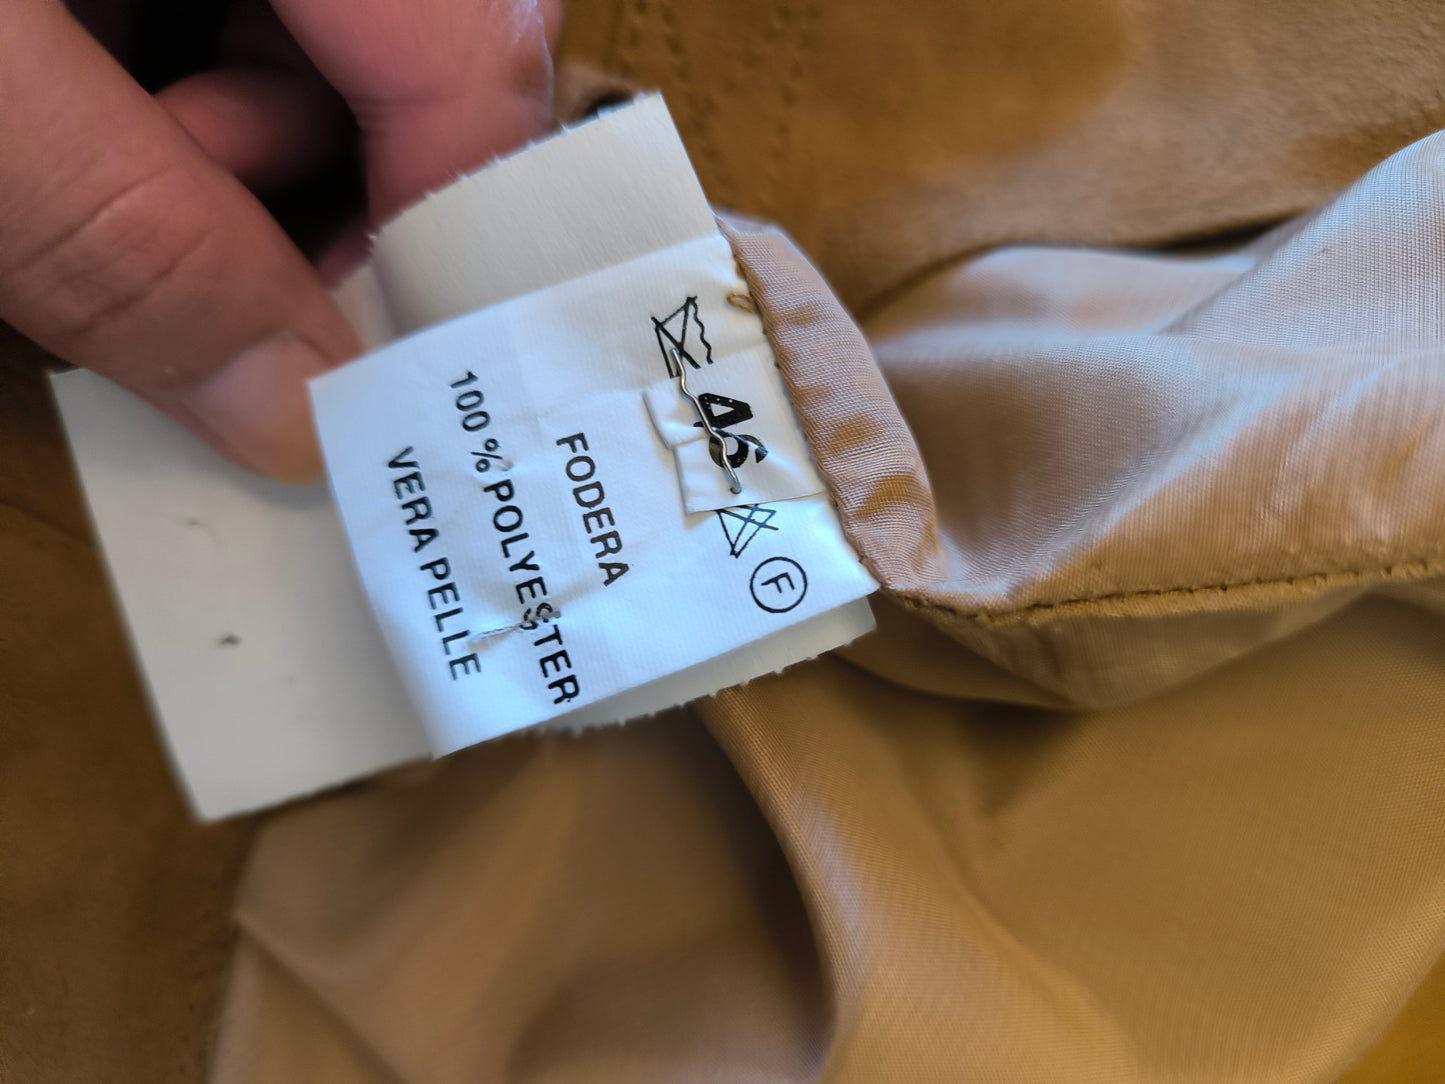 46
F
FODERA
100 % POLYESTER
VERA PELLE